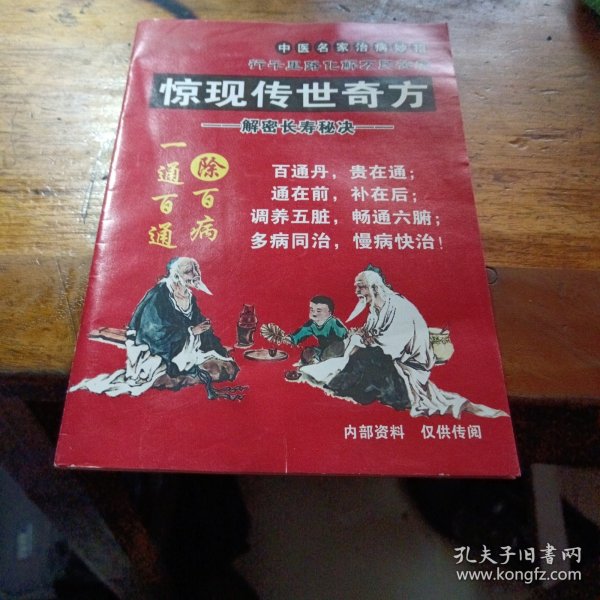 中医名家治病妙招
惊现传世奇方
——解密长寿秘决——
一通百通
除百病
百通丹，贵在通；
通在前，补在后；
调养五脏，畅通六腑；
多病同治，慢病快治！
内部资料 仅供传阅
孔夫子旧书网
www.kongfz.com